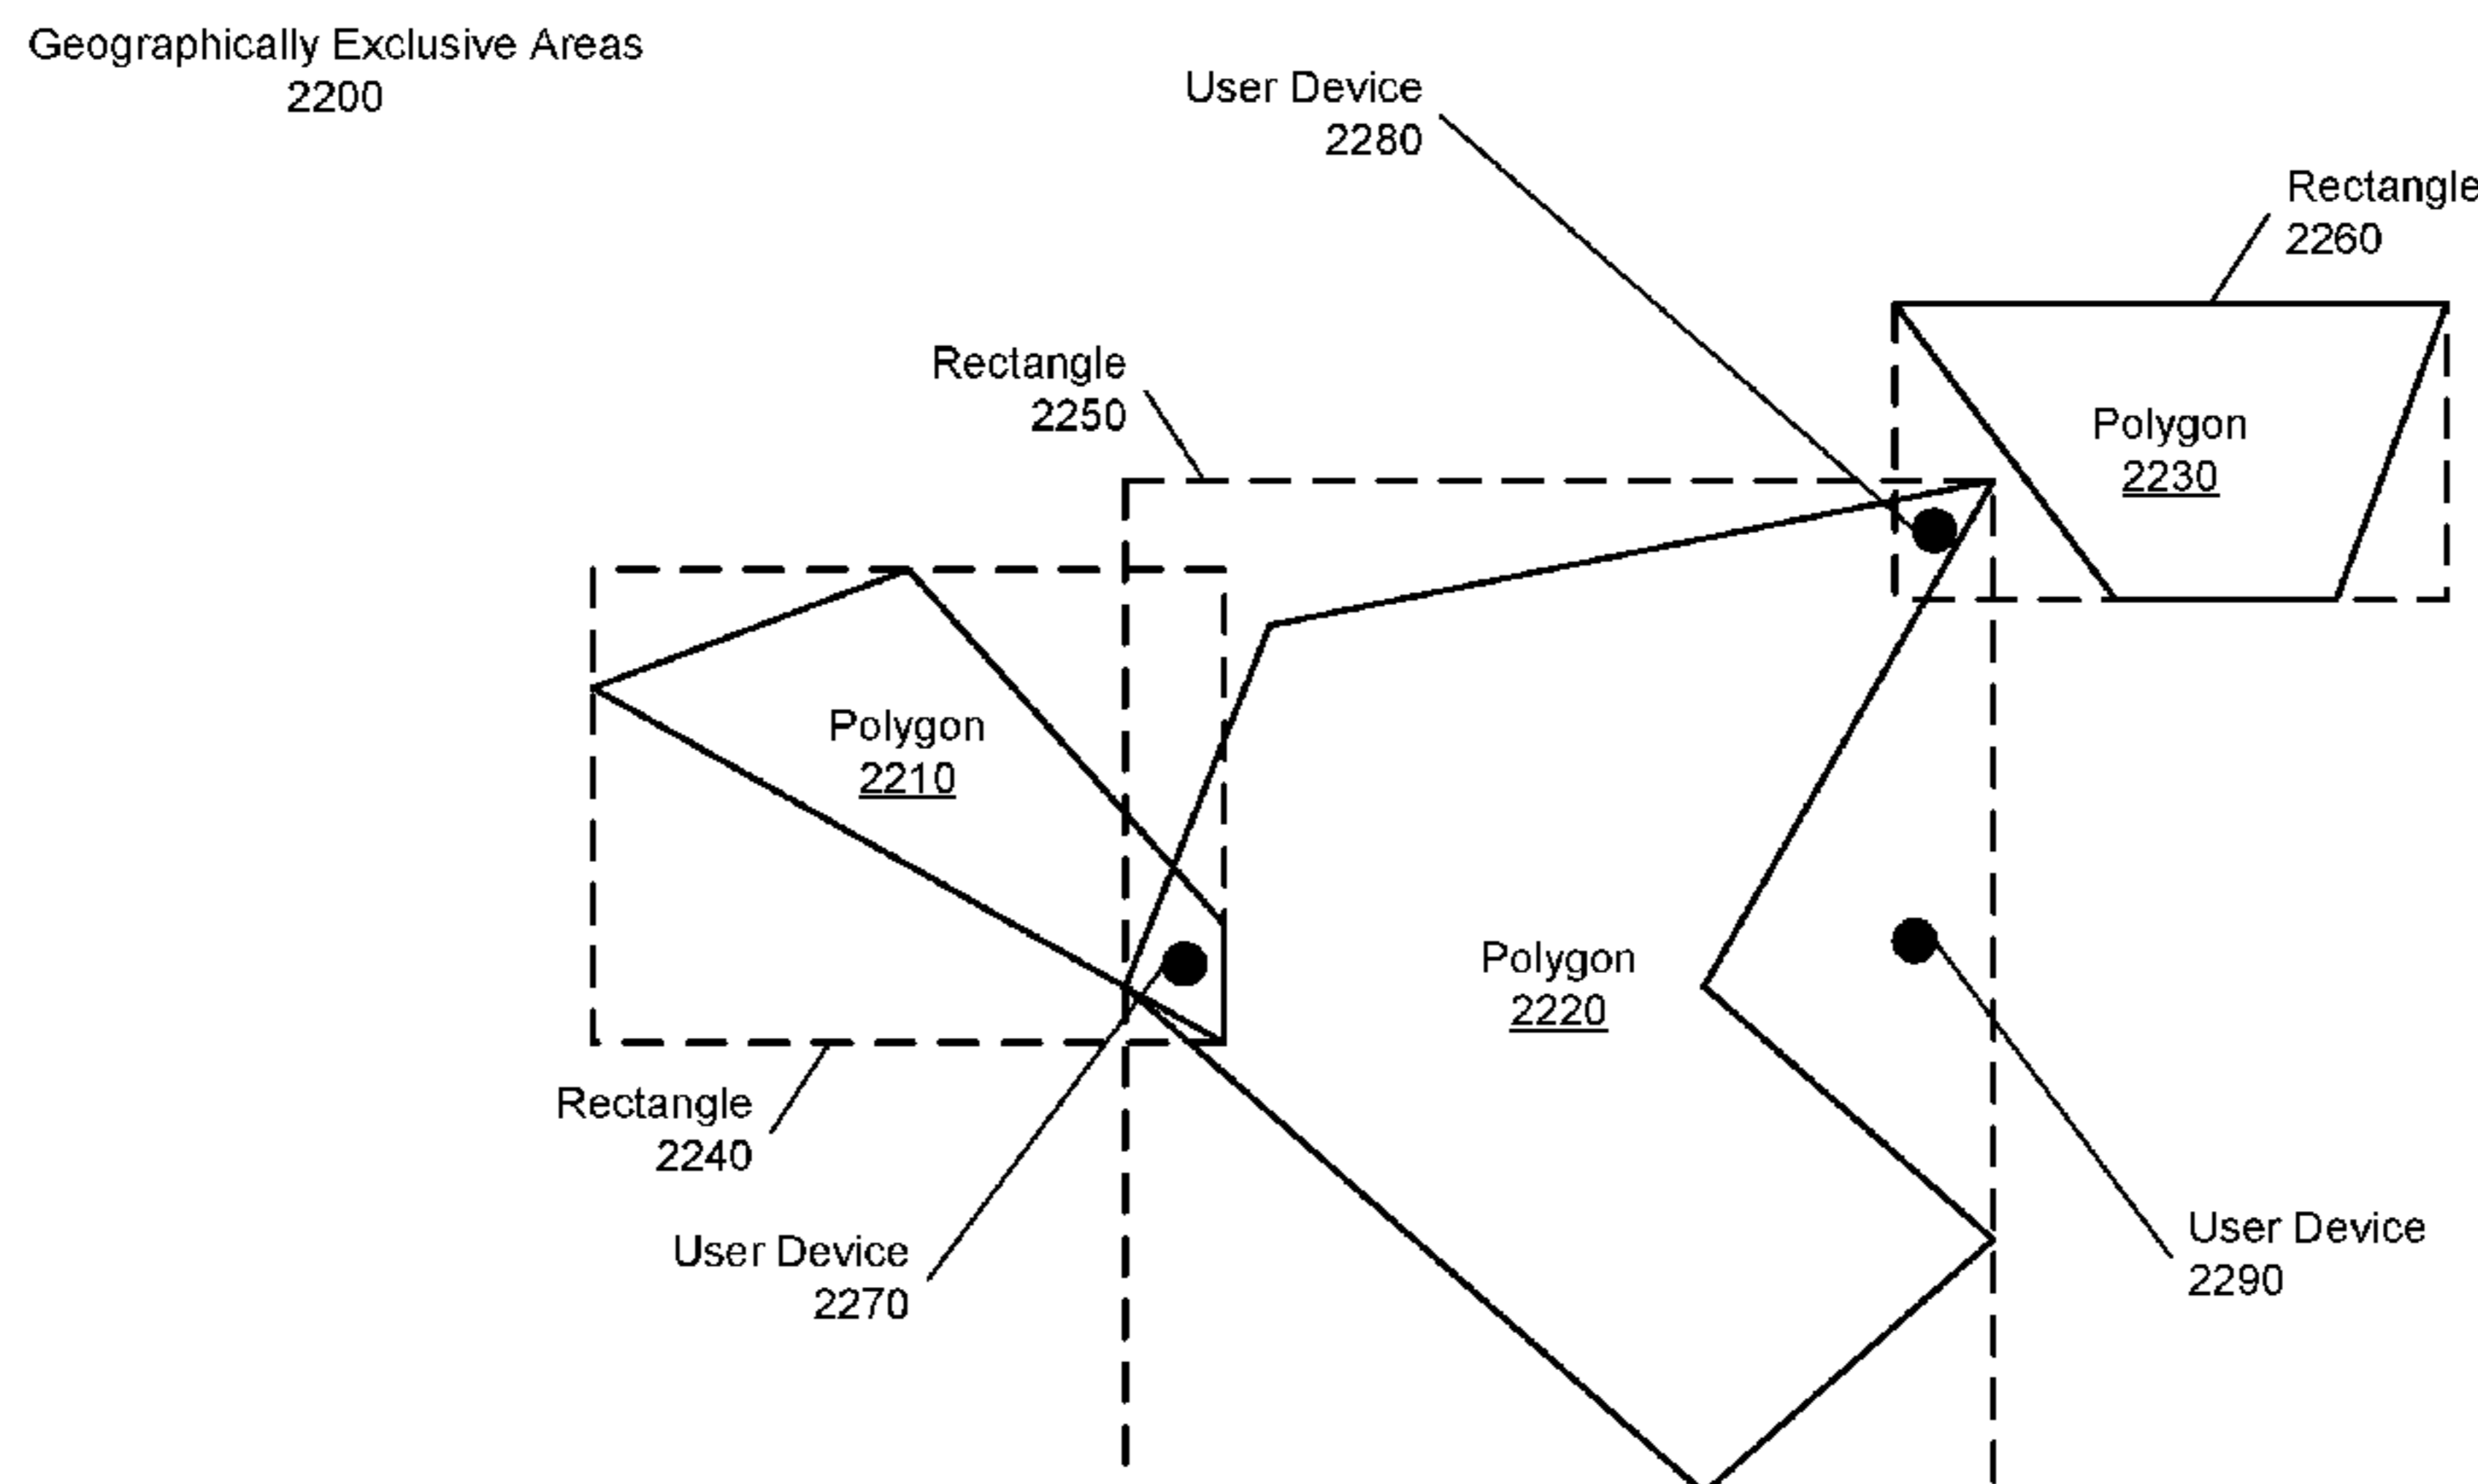 Geographically Exclusive Areas
2200
User Device
2280
Rectangle
2260
Rectangle
2250
Polygon
2230
Polygon
2210
Polygon
2220
Rectangle
2240
User Device
2270
User Device
2290